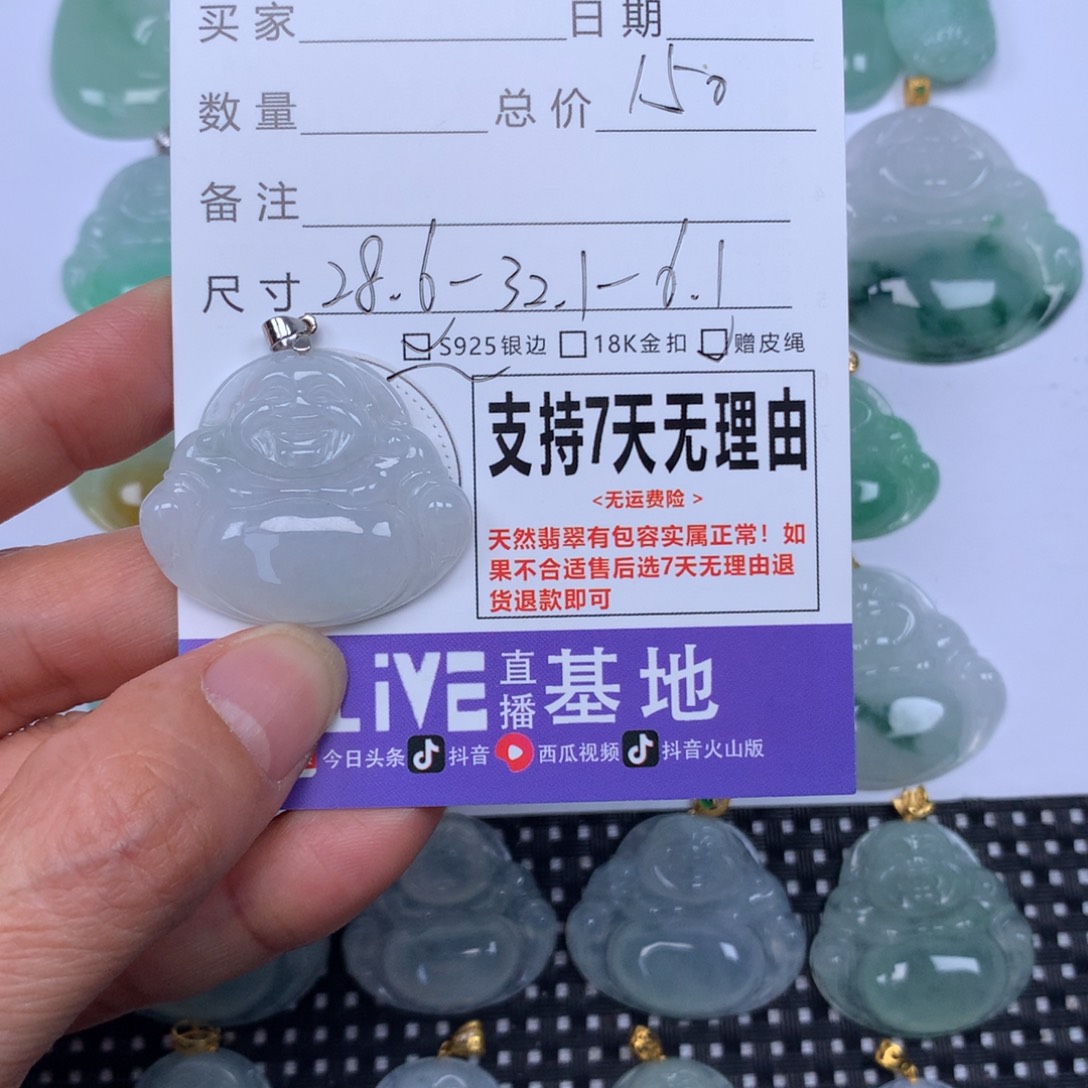 买家 日期
数量 总价 150
备注
尺寸 28.6-32.1-6.1
S925银边 18K金扣 赠皮绳
支持7天无理由
<无运费险>
天然翡翠有包容实属正常！如
果不合适售后选7天无理由退
货退款即可
LiVE 直播 基地
今日头条 抖音 西瓜视频 抖音火山版